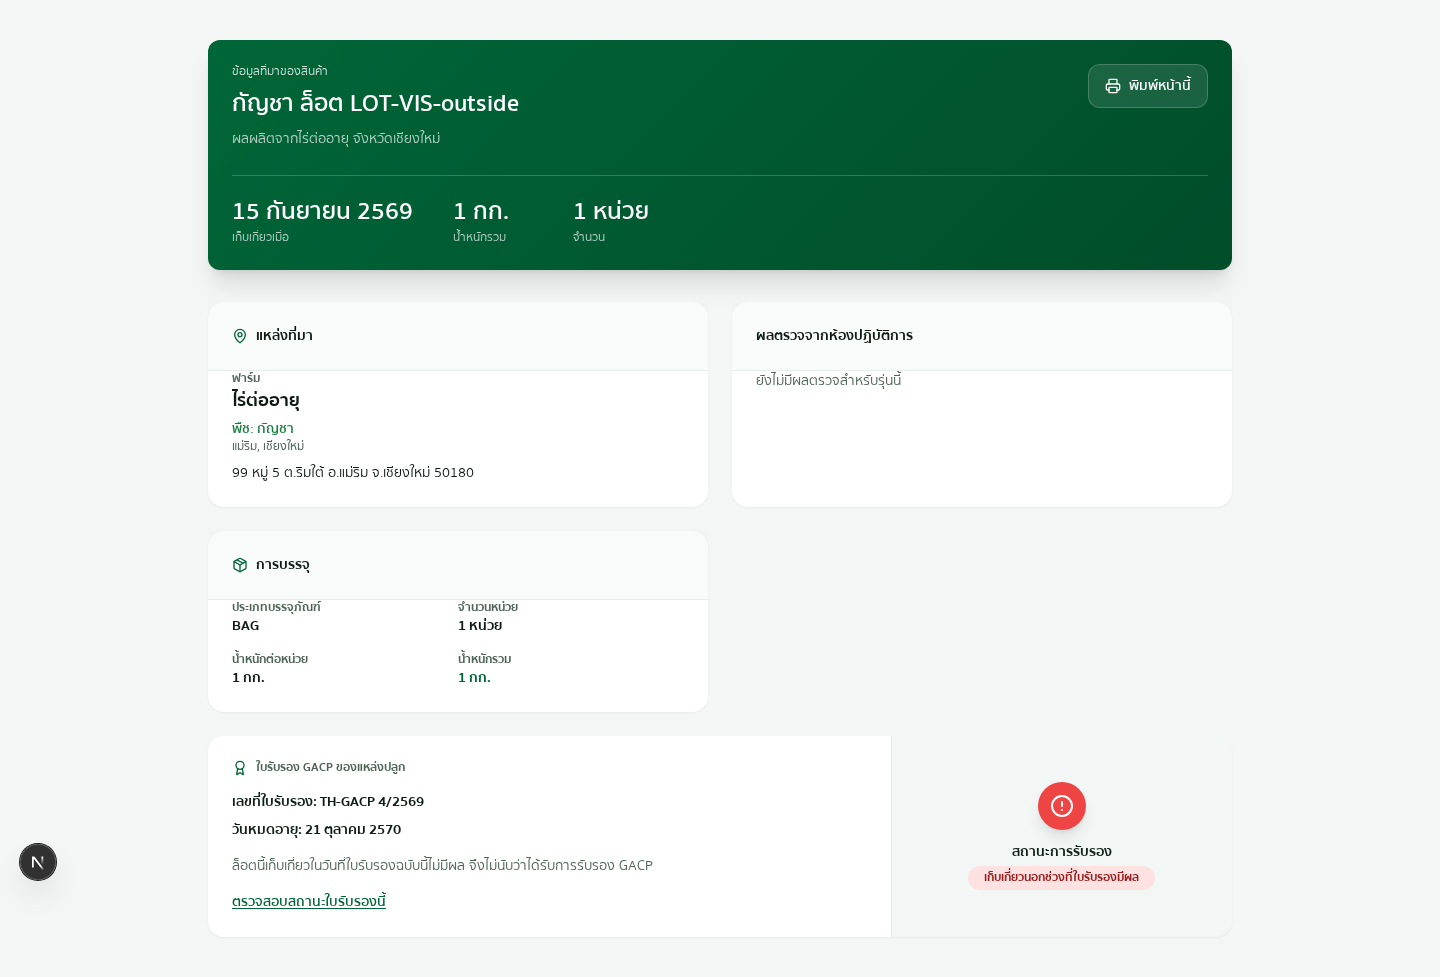 ข้อมูลที่มาของสินค้า
กัญชา ล็อต LOT-VIS-outside
ผลผลิตจากไร่ต่ออายุ จังหวัดเชียงใหม่
พิมพ์หน้านี้
15 กันยายน 2569
เก็บเกี่ยวเมื่อ
1 กก.
น้ำหนักรวม
1 หน่วย
จำนวน
แหล่งที่มา
ฟาร์ม
ไร่ต่ออายุ
พืช: กัญชา
แม่ริม, เชียงใหม่
99 หมู่ 5 ต.ริมใต้ อ.แม่ริม จ.เชียงใหม่ 50180
ผลตรวจจากห้องปฏิบัติการ
ยังไม่มีผลตรวจสำหรับรุ่นนี้
การบรรจุ
ประเภทบรรจุภัณฑ์
BAG
จำนวนหน่วย
1 หน่วย
น้ำหนักต่อหน่วย
1 กก.
น้ำหนักรวม
1 กก.
ใบรับรอง GACP ของแหล่งปลูก
เลขที่ใบรับรอง: TH-GACP 4/2569
วันหมดอายุ: 21 ตุลาคม 2570
ล็อตนี้เก็บเกี่ยวในวันที่ใบรับรองฉบับนี้ไม่มีผล จึงไม่นับว่าได้รับการรับรอง GACP
ตรวจสอบสถานะใบรับรองนี้
สถานะการรับรอง
เก็บเกี่ยวนอกช่วงที่ใบรับรองมีผล
N